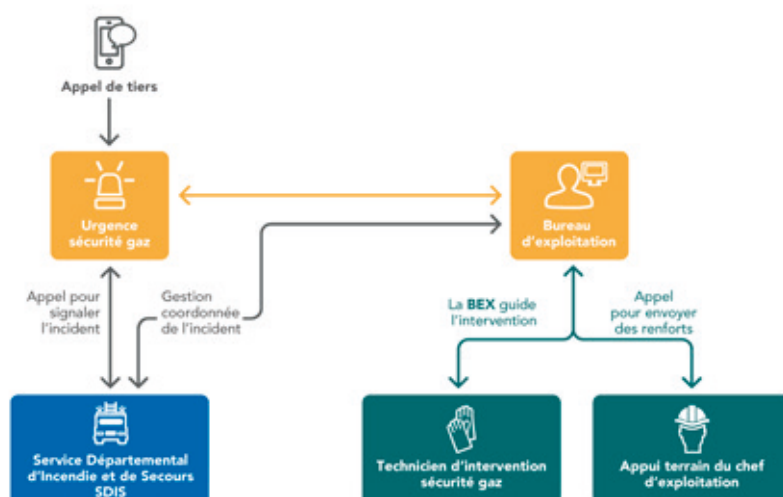 Appel de tiers
Urgence
sécurité gaz
Bureau
d'exploitation
Appel pour
signaler
l'incident
Gestion
coordonnée
de l'incident
La BEX guide
l'intervention
Appel
pour envoyer
des renforts
Service Départemental
d'Incendie et de Secours
SDIS
Technicien d'intervention
sécurité gaz
Appui terrain du chef
d'exploitation